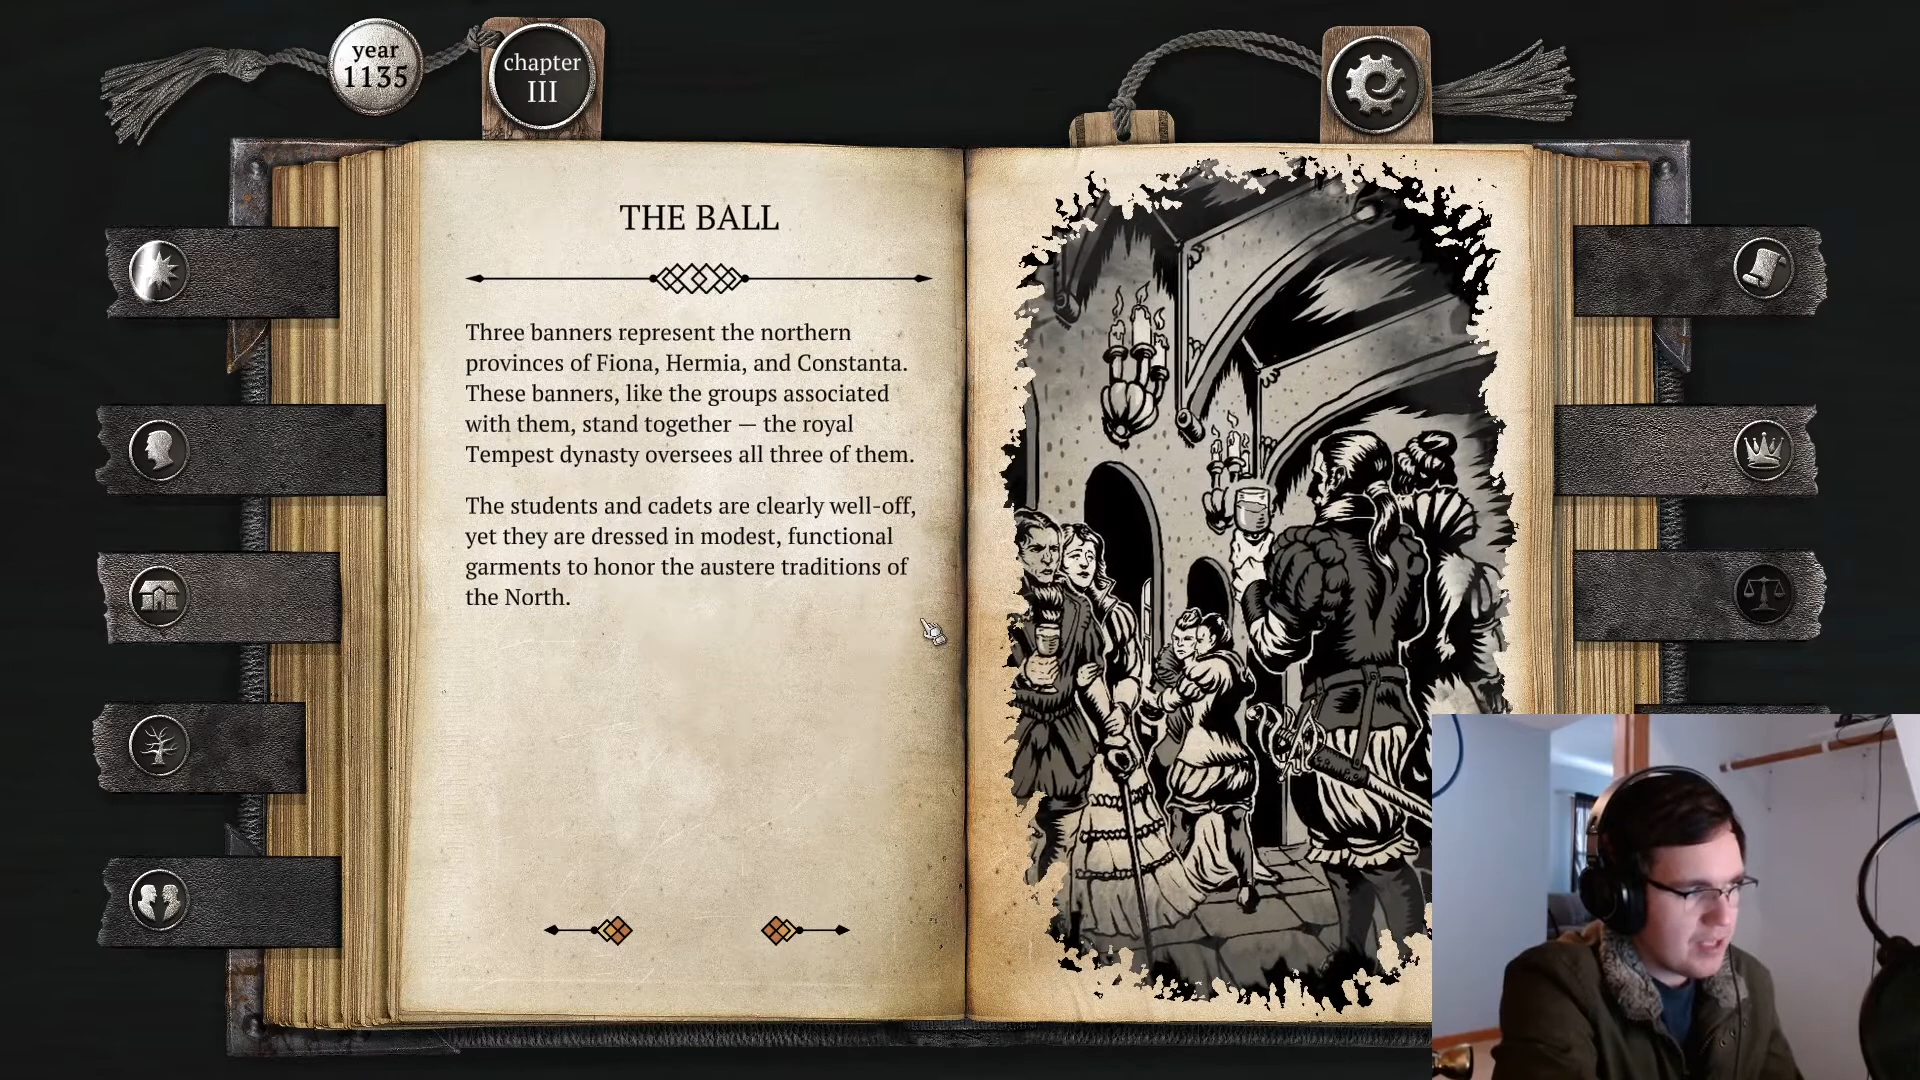 year
1135
chapter
III
THE BALL
Three banners represent the northern
provinces of Fiona, Hermia, and Constanta.
These banners, like the groups associated
with them, stand together — the royal
Tempest dynasty oversees all three of them.
The students and cadets are clearly well-off,
yet they are dressed in modest, functional
garments to honor the austere traditions of
the North.